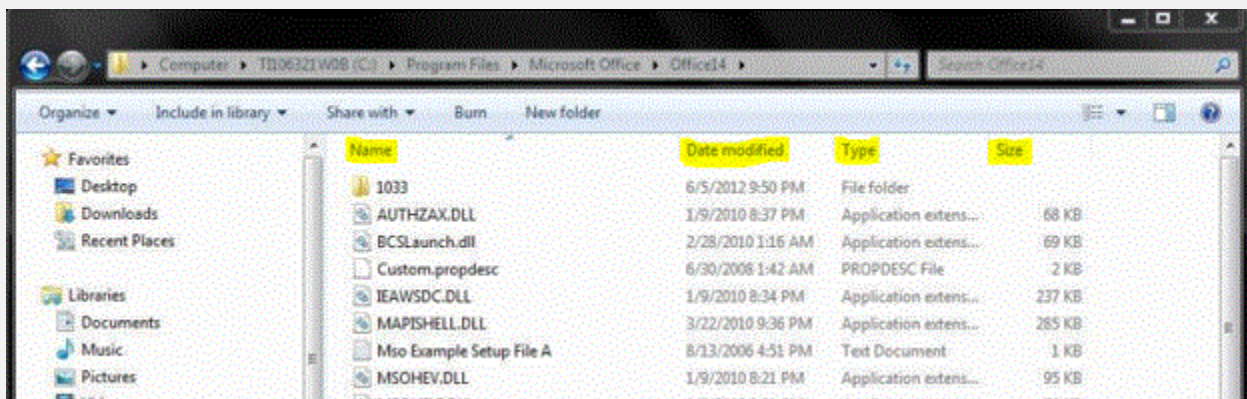 Computer ▸ TI106321W0B (C:) ▸ Program Files ▸ Microsoft Office ▸ Office14 ▸ Search Office14
Organize Include in library Share with Burn New folder
Favorites
Desktop
Downloads
Recent Places
Libraries
Documents
Music
Pictures
Name Date modified Type Size
1033 6/5/2012 9:50 PM File folder
AUTHZAX.DLL 1/9/2010 8:37 PM Application extens... 68 KB
BCSLaunch.dll 2/28/2010 1:16 AM Application extens... 69 KB
Custom.propdesc 6/30/2008 1:42 AM PROPDESC File 2 KB
IEAWSDC.DLL 1/9/2010 8:34 PM Application extens... 237 KB
MAPISHELL.DLL 3/22/2010 9:36 PM Application extens... 285 KB
Mso Example Setup File A 8/13/2006 4:51 PM Text Document 1 KB
MSOHEV.DLL 1/9/2010 8:21 PM Application extens... 95 KB